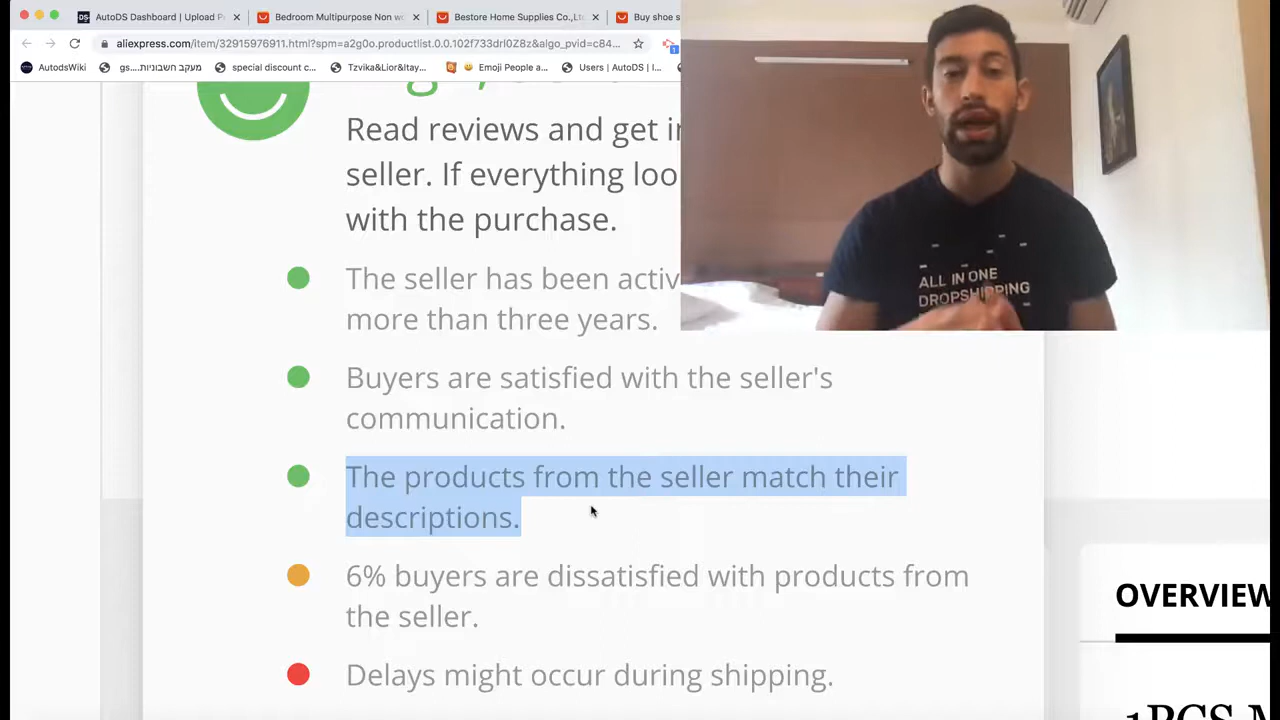 AutoDS Dashboard | Upload P
Bedroom Multipurpose Non w
Bestore Home Supplies Co.,Lt
Buy shoe s
aliexpress.com/item/32915976911.html?spm=a2g0o.productlist.0.0.102f733drl0Z8z&algo_pvid=c84...
AutodsWiki
gs....מעקב חשבוניות
special discount c...
Tzvika&Lior&Itay...
Emoji People a...
Users | AutoDS | I...
Read reviews and get i
seller. If everything loo
with the purchase.
The seller has been activ
more than three years.
Buyers are satisfied with the seller's
communication.
The products from the seller match their
descriptions.
6% buyers are dissatisfied with products from
the seller.
Delays might occur during shipping.
ALL IN ONE
DROPSHIPPING
OVERVIEW